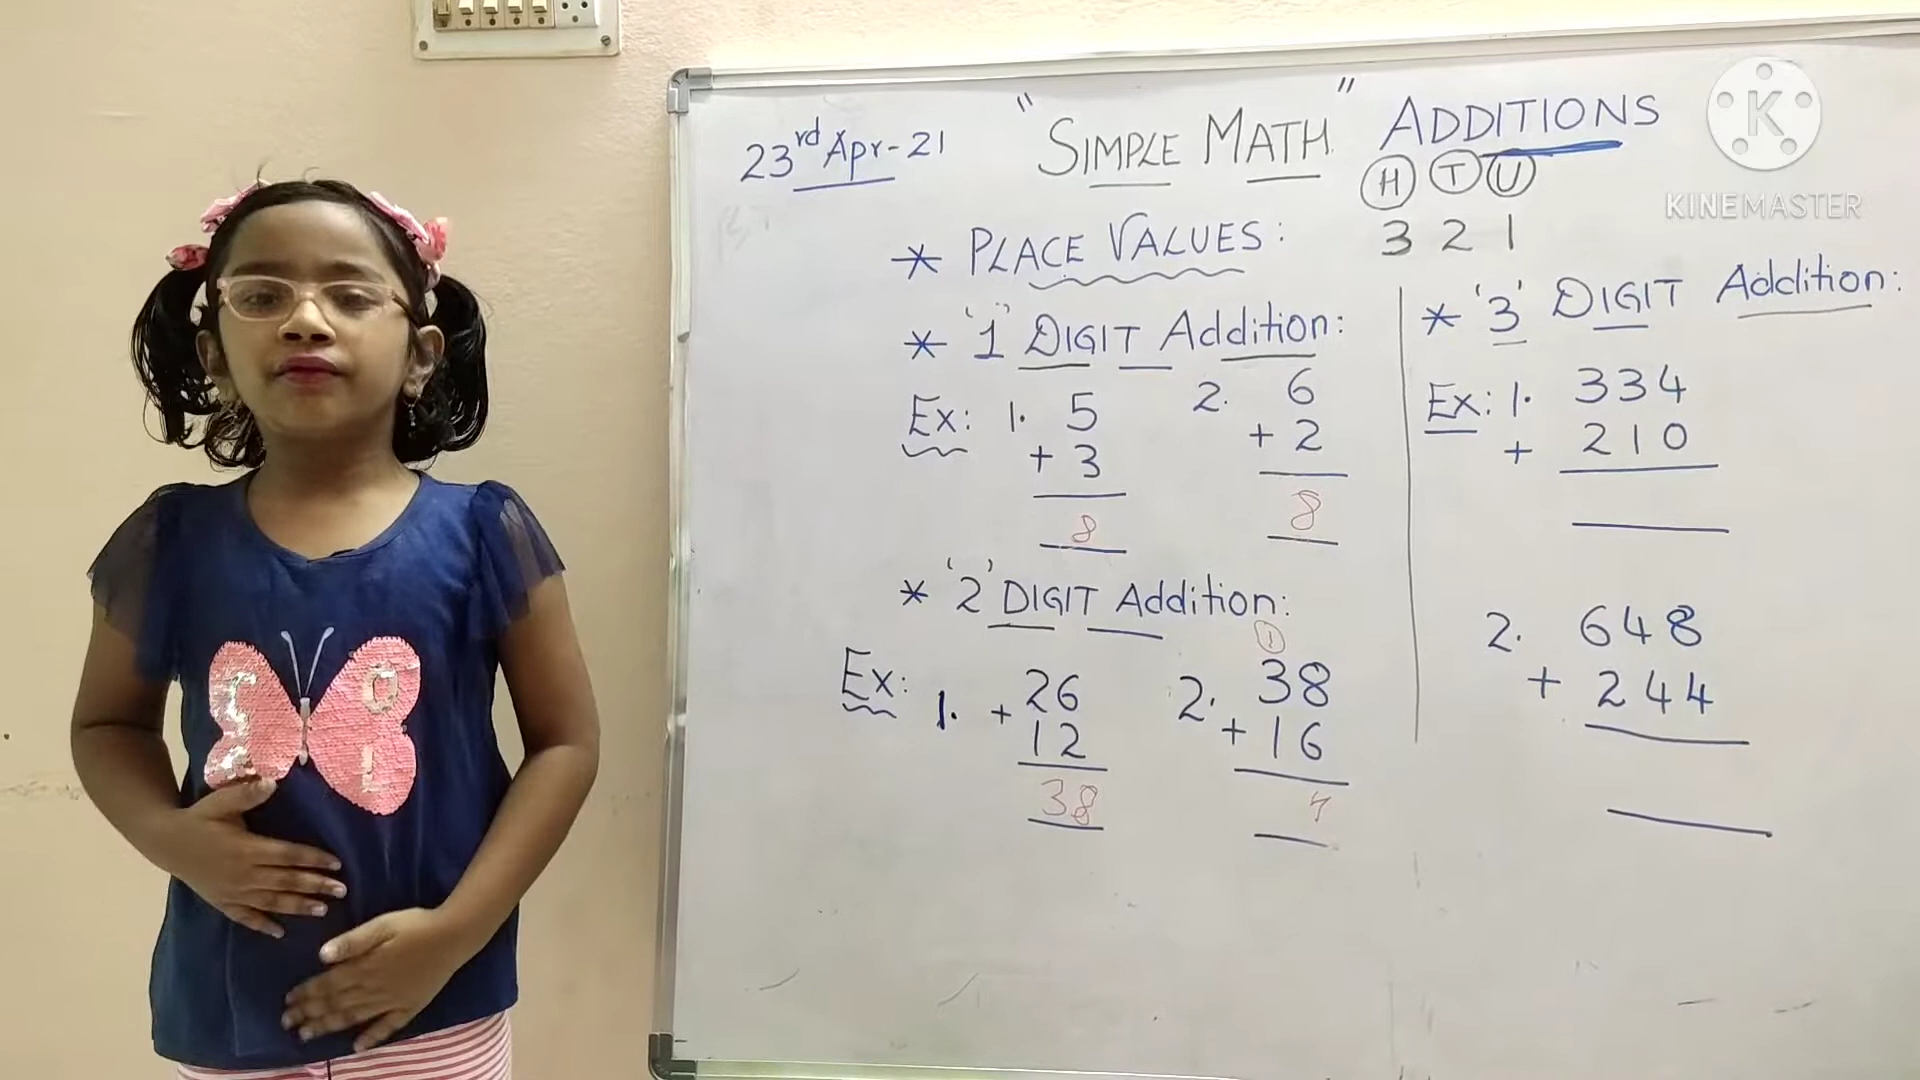 23rd Apr-21
"SIMPLE MATH" ADDITIONS
H T U
* PLACE VALUES: 3 2 1
* '1' DIGIT Addition:
Ex: 1. 5
+ 3
8
2. 6
+ 2
8
* '2' DIGIT Addition:
Ex: 1. 26
+ 12
38
1
2. 38
+ 16
4
* '3' DIGIT Addition:
Ex: 1. 334
+ 210
2. 648
+ 244
K
KINEMASTER